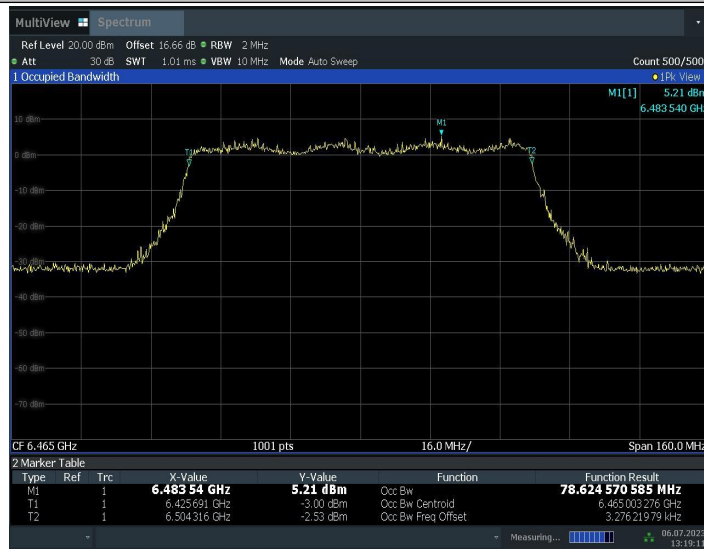 MultiView Spectrum
Ref Level 20.00 dBm Offset 16.66 dB RBW 2 MHz
Att 30 dB SWT 1.01 ms VBW 10 MHz Mode Auto Sweep Count 500/500
1 Occupied Bandwidth 1Pk View
M1[1] 5.21 dBm
6.483 540 GHz
10 dBm
M1
0 dBm
T1
T2
-10 dBm
-20 dBm
-30 dBm
-40 dBm
-50 dBm
-60 dBm
-70 dBm
CF 6.465 GHz 1001 pts 16.0 MHz/ Span 160.0 MHz
2 Marker Table
Type Ref Trc X-Value Y-Value Function Function Result
M1 1 6.483 54 GHz 5.21 dBm Occ Bw 78.624 570 585 MHz
T1 1 6.425 691 GHz -3.00 dBm Occ Bw Centroid 6.465 003 276 GHz
T2 1 6.504 316 GHz -2.53 dBm Occ Bw Freq Offset 3.276 219 79 kHz
Measuring... 06.07.2023
13:19:11